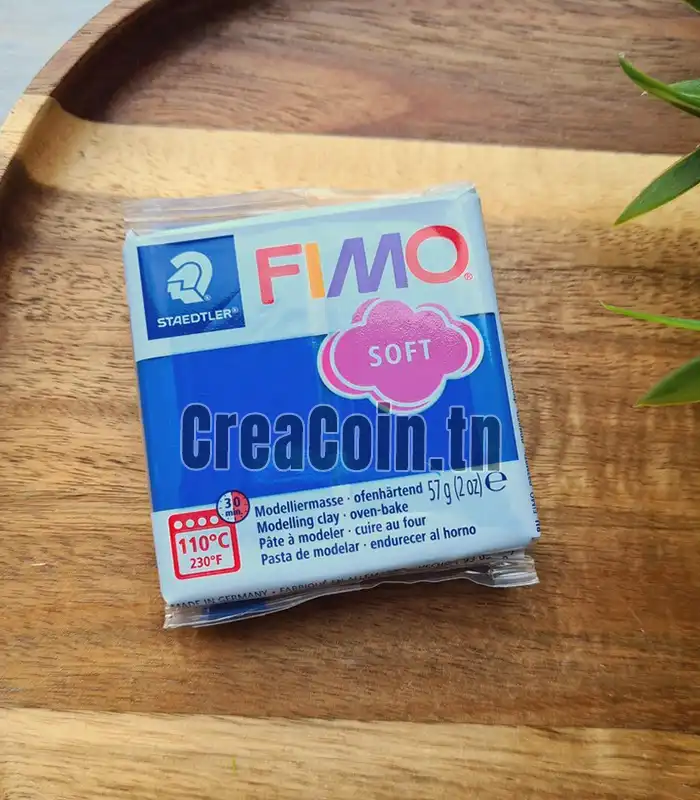 FIMO®
STAEDTLER®
SOFT
CreaCoin.tn
30
min.
110°C
230°F
Modelliermasse · ofenhärtend 57 g (2 oz) e
Modelling clay · oven-bake
Pâte à modeler · cuire au four
Pasta de modelar · endurecer al horno
MADE IN GERMANY